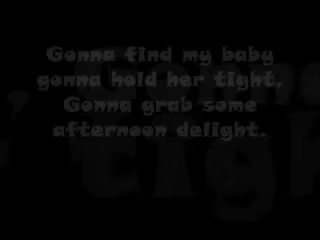 Gonna find my baby
gonna hold her tight,
Gonna grab some
afternoon delight.